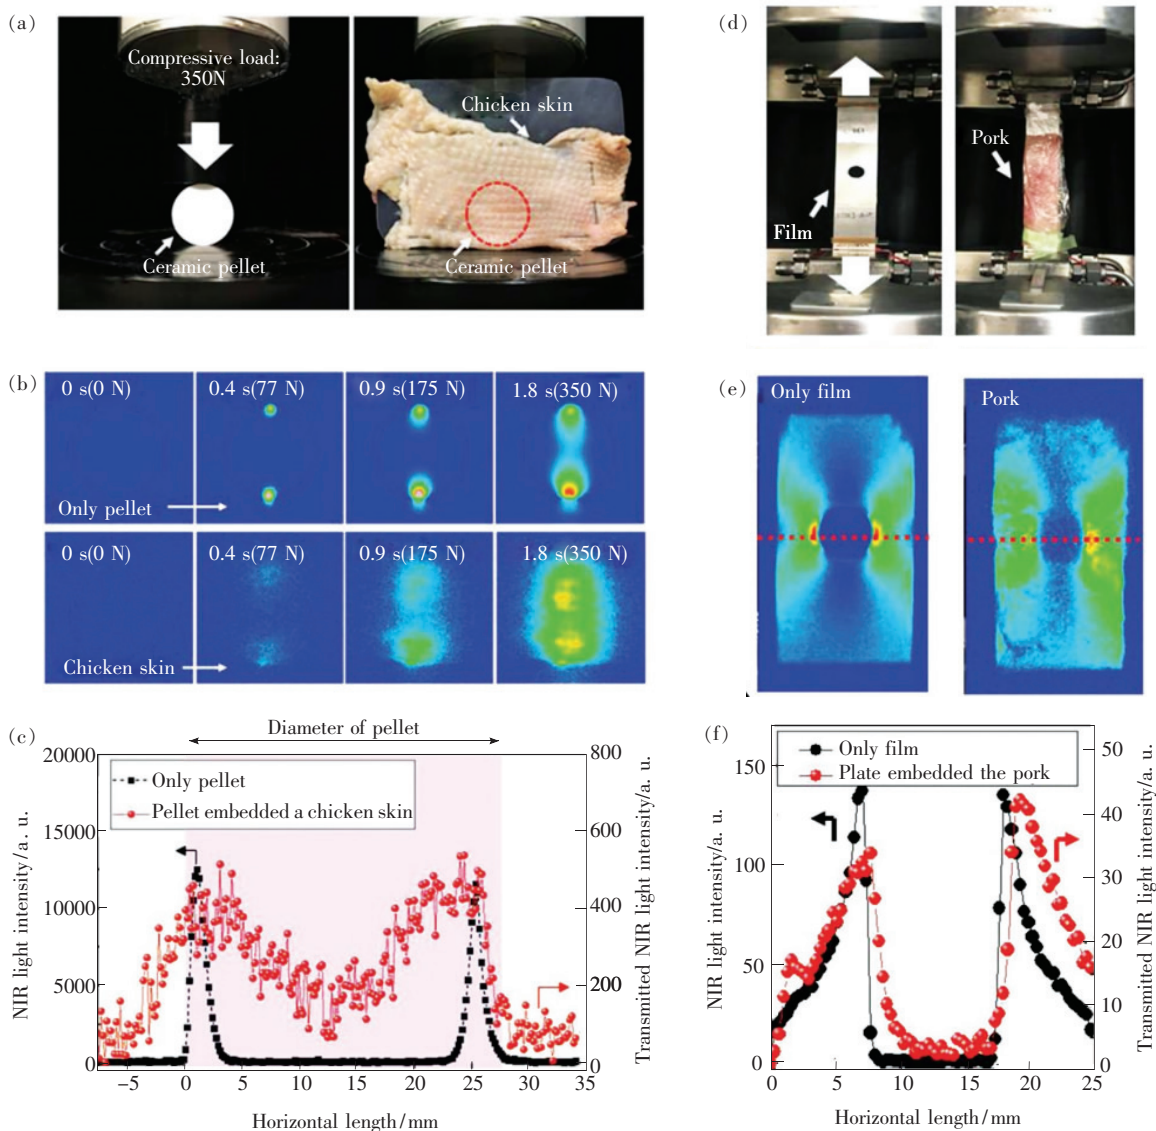 (a)
Compressive load:
350N
Ceramic pellet
Chicken skin
Ceramic pellet
(b)
0 s(0 N)
0.4 s(77 N)
0.9 s(175 N)
1.8 s(350 N)
Only pellet
0 s(0 N)
0.4 s(77 N)
0.9 s(175 N)
1.8 s(350 N)
Chicken skin
(c)
Diameter of pellet
Only pellet
Pellet embedded a chicken skin
20000
15000
10000
5000
0
NIR light intensity/a. u.
800
600
400
200
0
Transmitted NIR light intensity/a. u.
−5 0 5 10 15 20 25 30 35
Horizontal length/mm
(d)
Film
Pork
(e)
Only film
Pork
(f)
Only film
Plate embedded the pork
150
100
50
0
NIR light intensity/a. u.
50
40
30
20
10
0
Transmitted NIR light intensity/a. u.
0 5 10 15 20 25
Horizontal length/mm